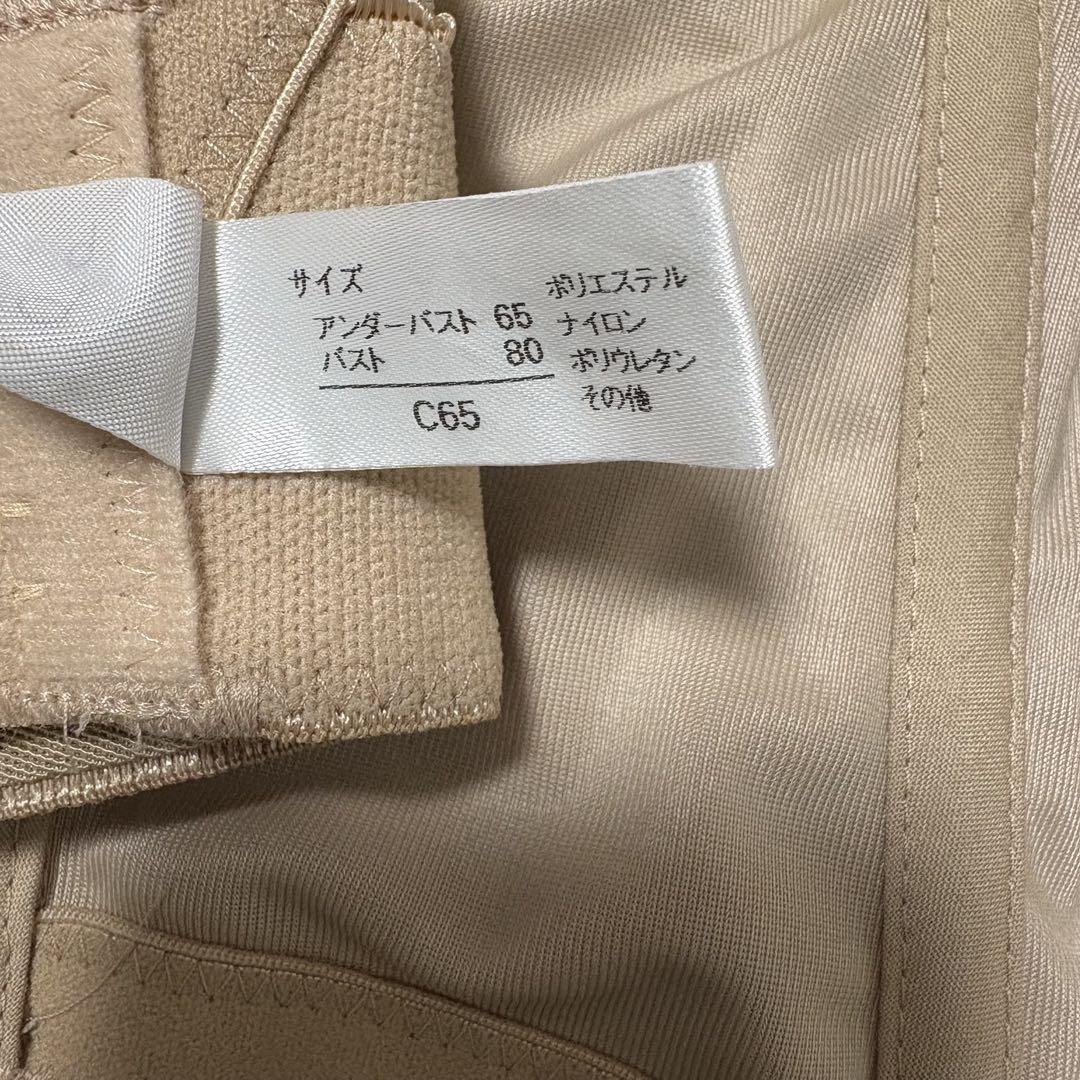 サイズ
アンダーバスト 65
バスト 80
C65
ポリエステル
ナイロン
ポリウレタン
その他